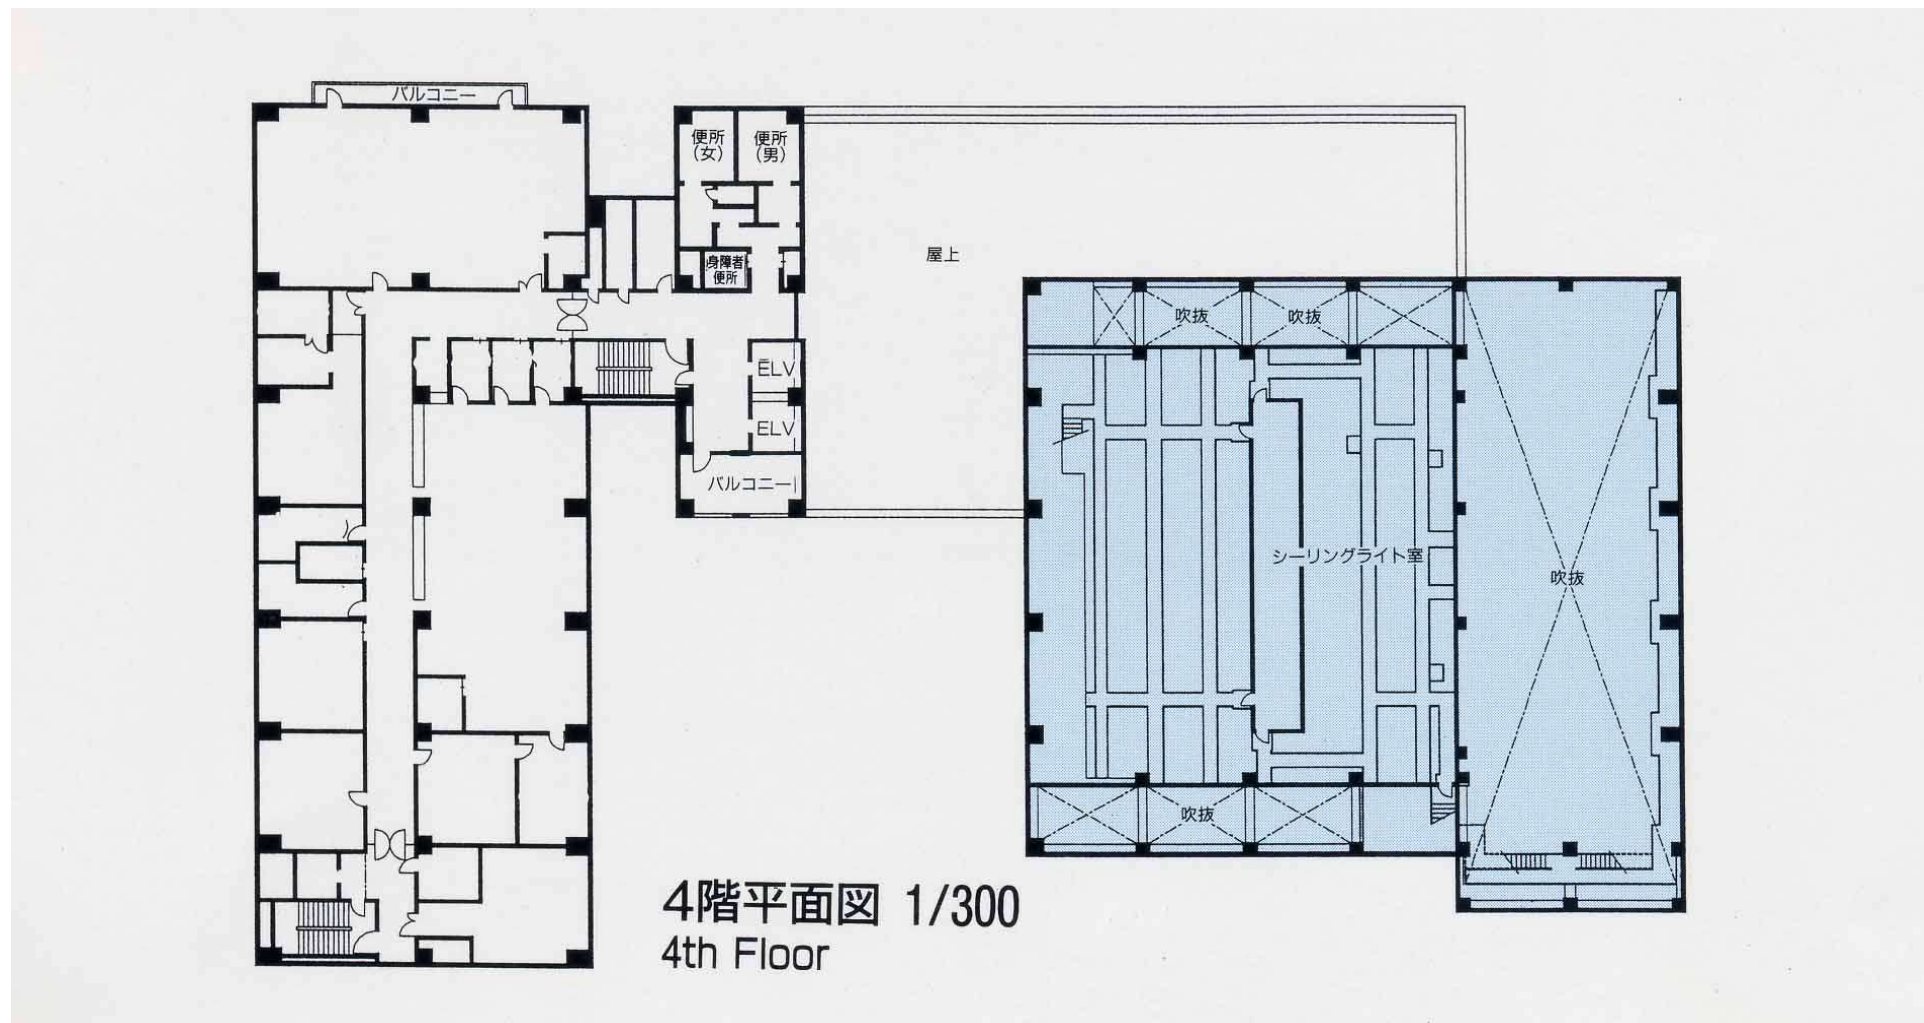 バルコニー
便所
(女)
便所
(男)
身障者
便所
屋上
吹抜
吹抜
ELV
ELV
バルコニー
シーリングライト室
吹抜
吹抜
4階平面図 1/300
4th Floor